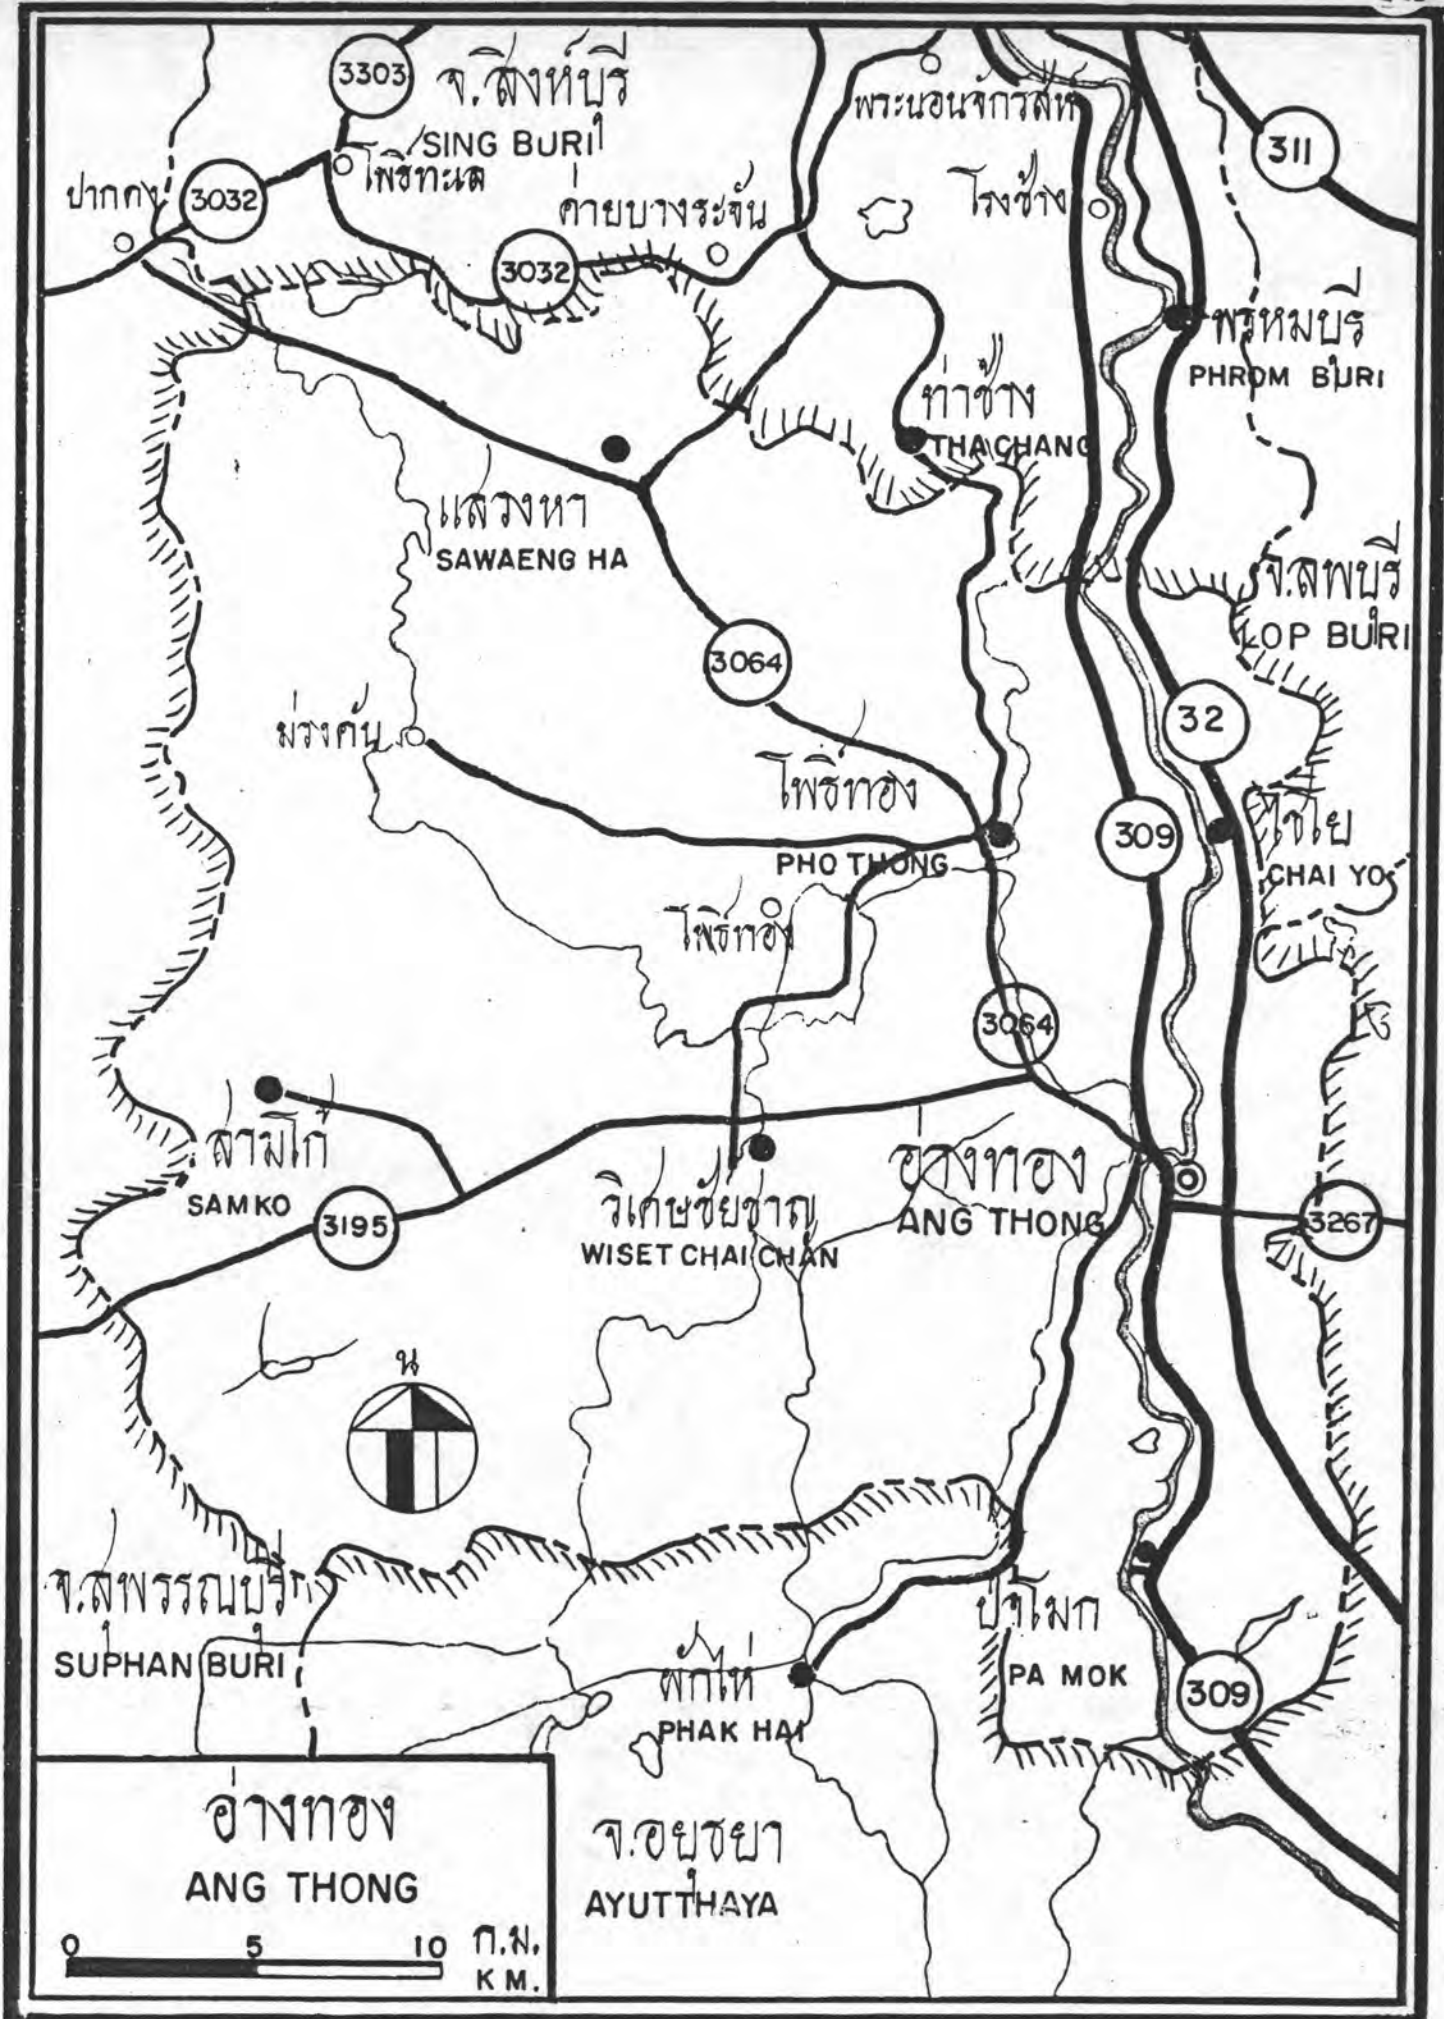 3303
จ.สิงห์บุรี
SING BURI
พระนอนจักรสีห์
311
โพธิ์ทะเล
3032
ค่ายบางระจัน
โรงช้าง
3032
พรหมบุรี
PHROM BURI
ท่าช้าง
THA CHANG
แสวงหา
SAWAENG HA
จ.ลพบุรี
LOP BURI
3064
32
ม่วงคัน
โพธิ์ทอง
309
ไชโย
PHO THONG
CHAI YO
โพธิ์ทอง
3064
สามโก้
SAMKO
อ่างทอง
ANG THONG
3195
วิเศษชัยชาญ
WISET CHAI CHAN
3267
น
จ.สุพรรณบุรี
SUPHAN BURI
ป่าโมก
PA MOK
ผักไห่
PHAK HAI
309
อ่างทอง
ANG THONG
จ.อยุธยา
AYUTTHAYA
0 5 10 ก.ม.
KM.